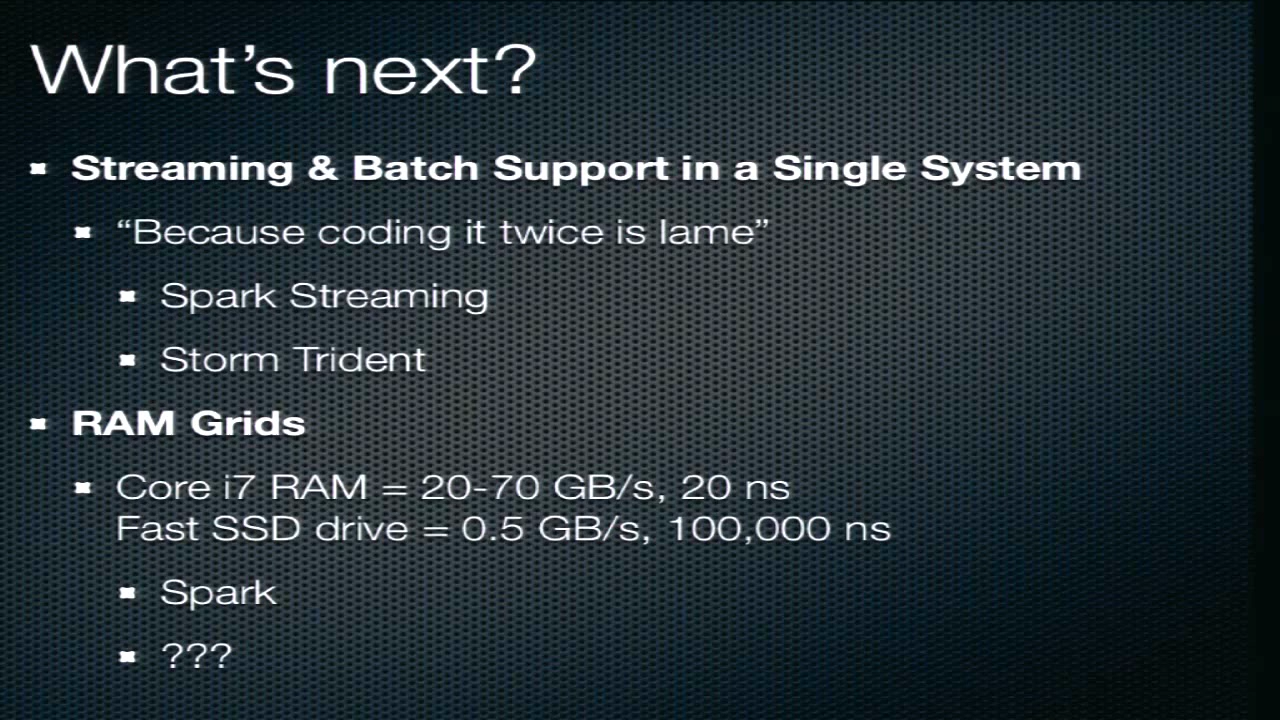 What’s next?
Streaming & Batch Support in a Single System
“Because coding it twice is lame”
Spark Streaming
Storm Trident
RAM Grids
Core i7 RAM = 20-70 GB/s, 20 ns
Fast SSD drive = 0.5 GB/s, 100,000 ns
Spark
???